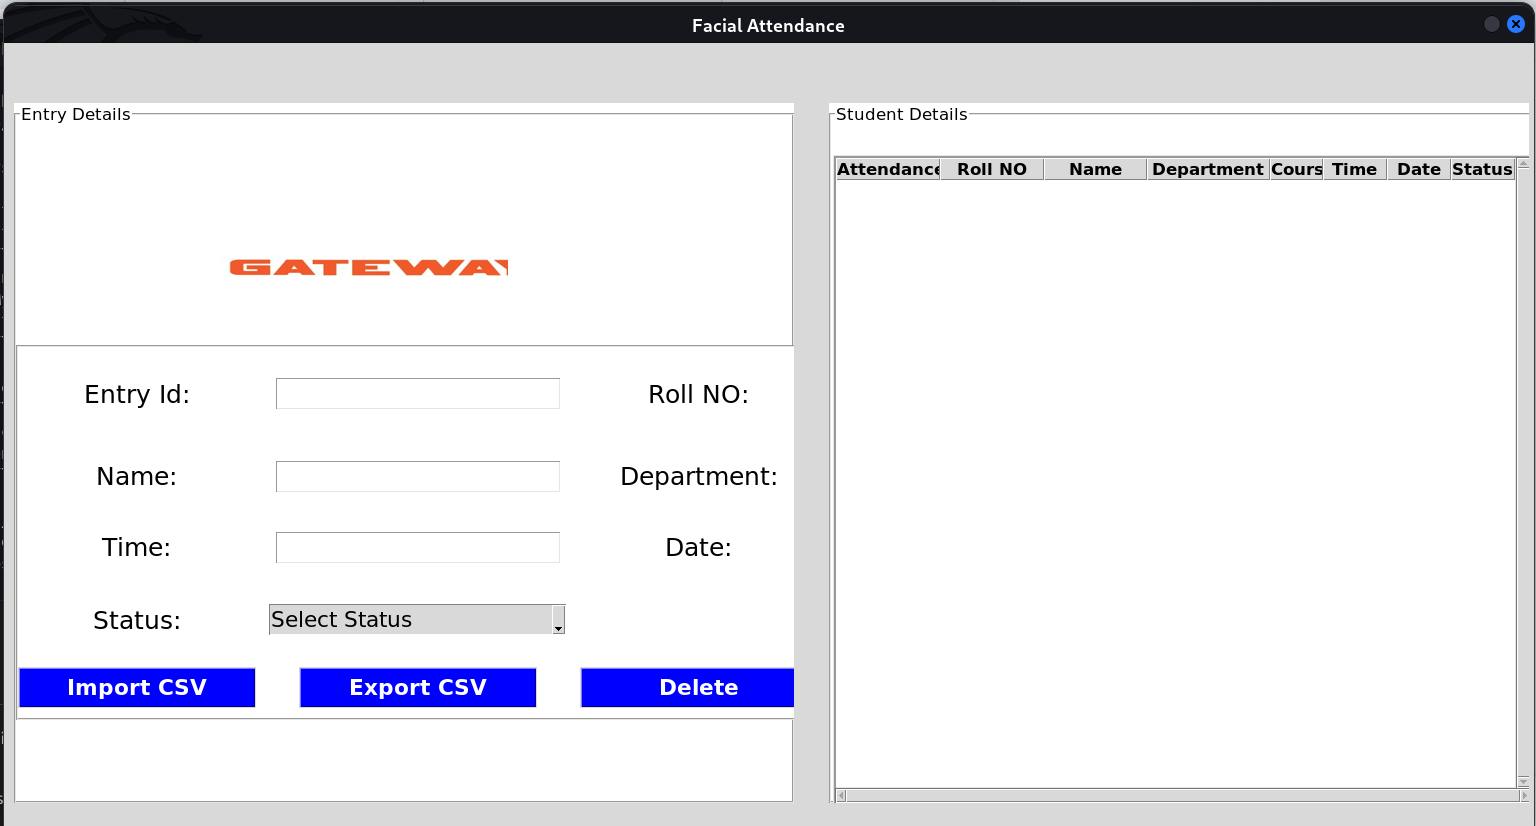 Facial Attendance
Entry Details
GATEWA
Entry Id:
Roll NO:
Name:
Department:
Time:
Date:
Status:
Select Status
Import CSV
Export CSV
Delete
Student Details
Attendance Roll NO Name Department Cours Time Date Status